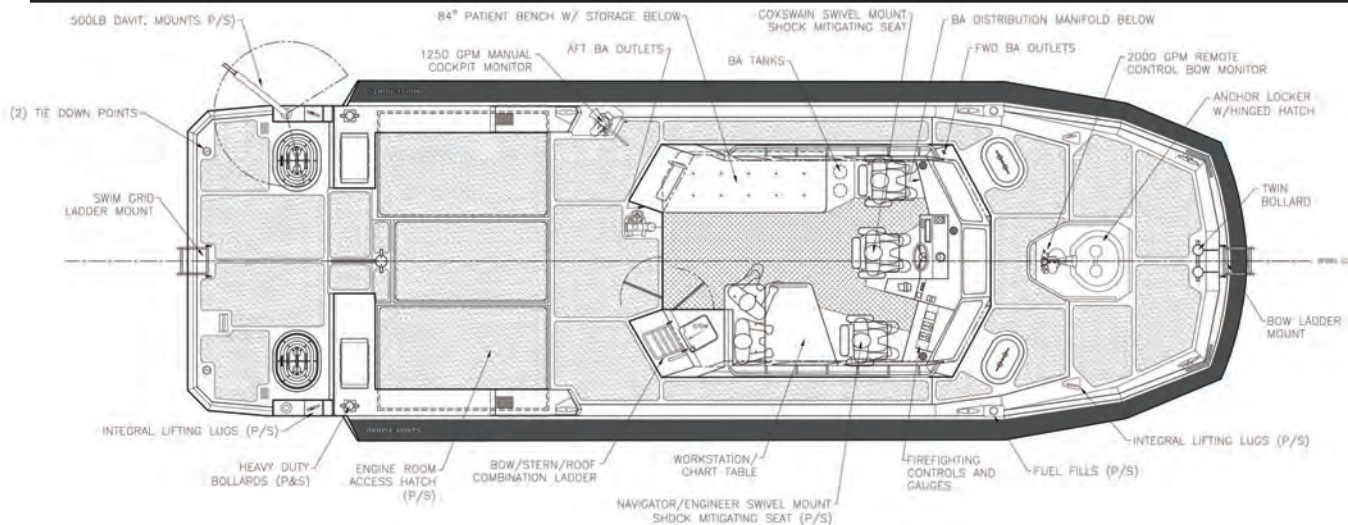 500LB DAVIT, MOUNTS P/S)
84" PATIENT BENCH W/ STORAGE BELOW
COXSWAIN SWIVEL MOUNT
SHOCK MITIGATING SEAT
BA DISTRIBUTION MANIFOLD BELOW
1250 GPM MANUAL
COCKPIT MONITOR
AFT BA OUTLETS
BA TANKS
FWD BA OUTLETS
2000 GPM REMOTE
CONTROL BOW MONITOR
(2) TIE DOWN POINTS
ANCHOR LOCKER
W/HINGED HATCH
SWIM GRID
LADDER MOUNT
TWIN
BOLLARD
BOW LADDER
MOUNT
MOOSE BOATS
INTEGRAL LIFTING LUGS (P/S)
HEAVY DUTY
BOLLARDS (P&S)
ENGINE ROOM
ACCESS HATCH
(P/S)
BOW/STERN/ROOF
COMBINATION LADDER
WORKSTATION/
CHART TABLE
NAVIGATOR/ENGINEER SWIVEL MOUNT
SHOCK MITIGATING SEAT (P/S)
FIREFIGHTING
CONTROLS AND
GAUGES
FUEL FILLS (P/S)
INTEGRAL LIFTING LUGS (P/S)